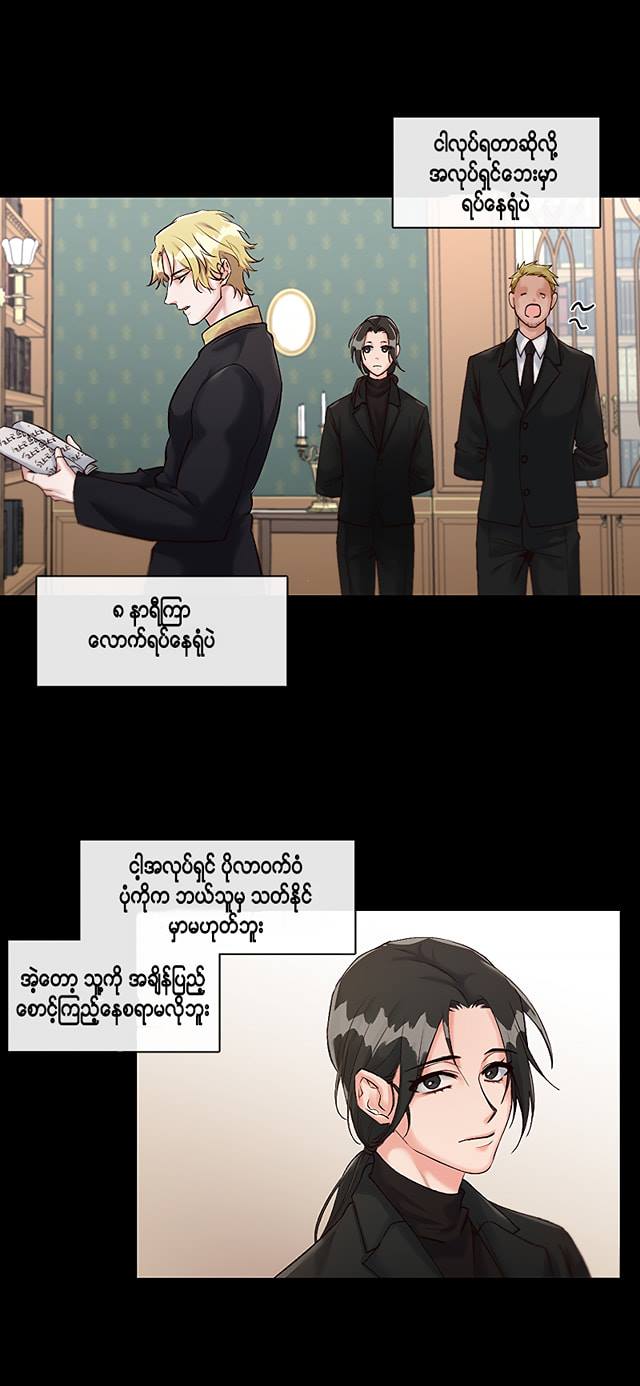 ငါလုပ်ရတာဆိုလို့
အလုပ်ရှင်ဘေးမှာ
ရပ်နေရုံပဲ
၈ နာရီကြာ
လောက်ရပ်နေရုံပဲ
ငါ့အလုပ်ရှင် ပိုလာဝက်ဝံ
ပုံကိုက ဘယ်သူမှ သတ်နိုင်
မှာမဟုတ်ဘူး
အဲ့တော့ သူ့ကို အချိန်ပြည့်
စောင့်ကြည့်နေစရာမလိုဘူး